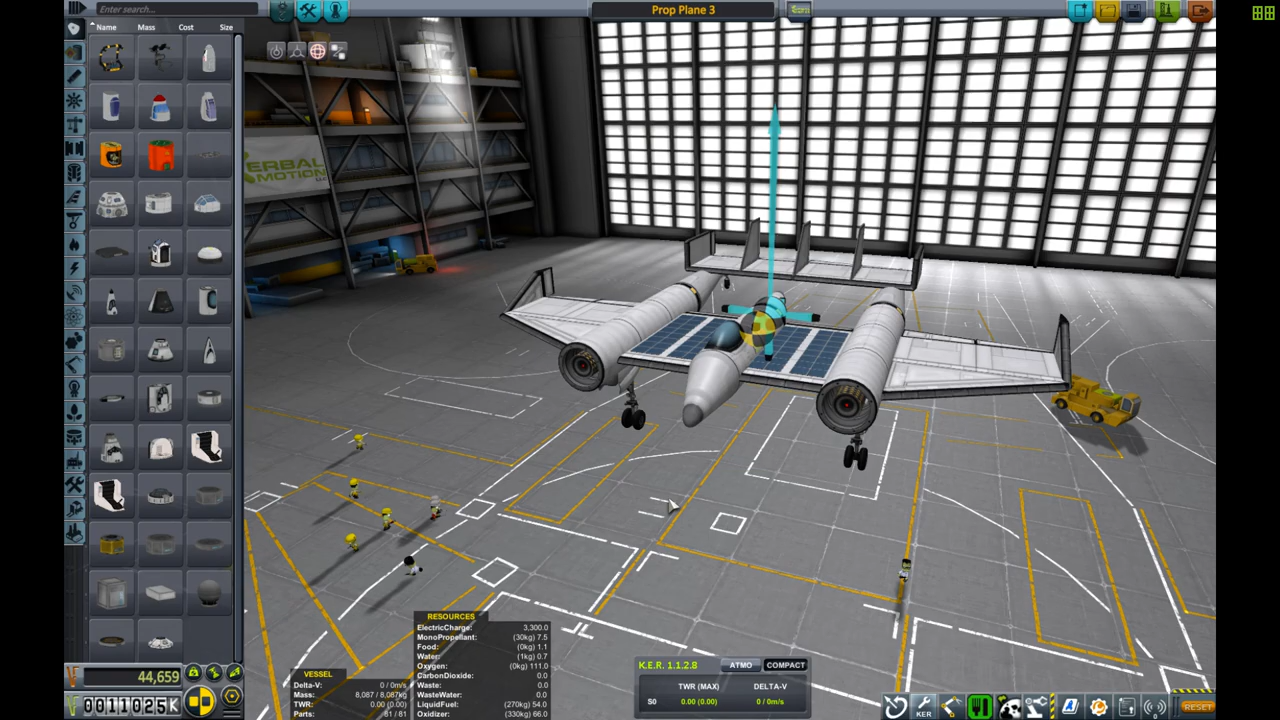 Enter search...
Prop Plane 3
Name Mass Cost Size
ERBAL
MOTION
RESOURCES
ElectricCharge: 3,300.0
MonoPropellant: (30kg) 7.5
Food: (0kg) 1.1
Water: (1kg) 0.7
Oxygen: (0kg) 111.0
CarbonDioxide: 0.0
Waste: 0.0
WasteWater: 0.0
LiquidFuel: (270kg) 54.0
Oxidizer: (330kg) 66.0
VESSEL
Delta-V: 0 / 0m/s
Mass: 8,087 / 8,087kg
TWR: 0.00 (0.00)
Parts: 81 / 81
K.E.R. 1.1.2.8 ATMO COMPACT
TWR (MAX) DELTA-V
S0 0.00 (0.00) 0 / 0m/s
44,659
0011025K
KER
RESET